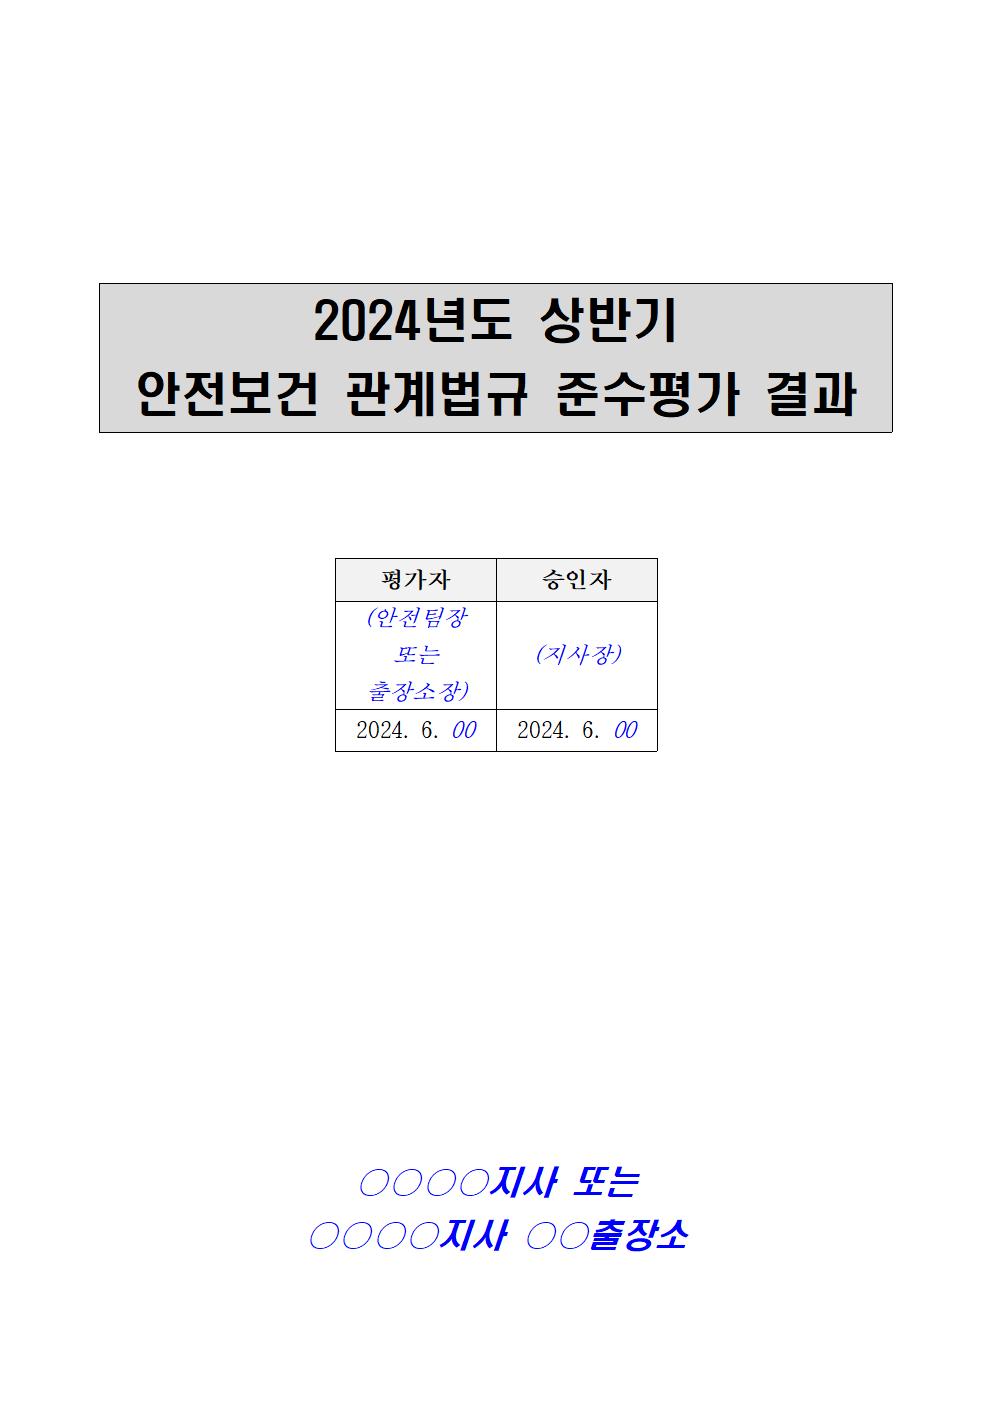 2024년도 상반기
안전보건 관계법규 준수평가 결과
평가자 승인자
(안전팀장
또는
출장소장)
(지사장)
2024. 6. 00 2024. 6. 00
○○○○지사 또는
○○○○지사 ○○출장소